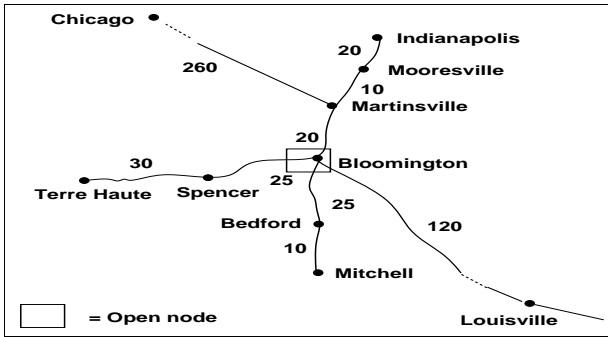 Chicago
Indianapolis
20
Mooresville
260
10
Martinsville
20
Bloomington
30
25
Terre Haute
Spencer
25
Bedford
120
10
Mitchell
= Open node
Louisville